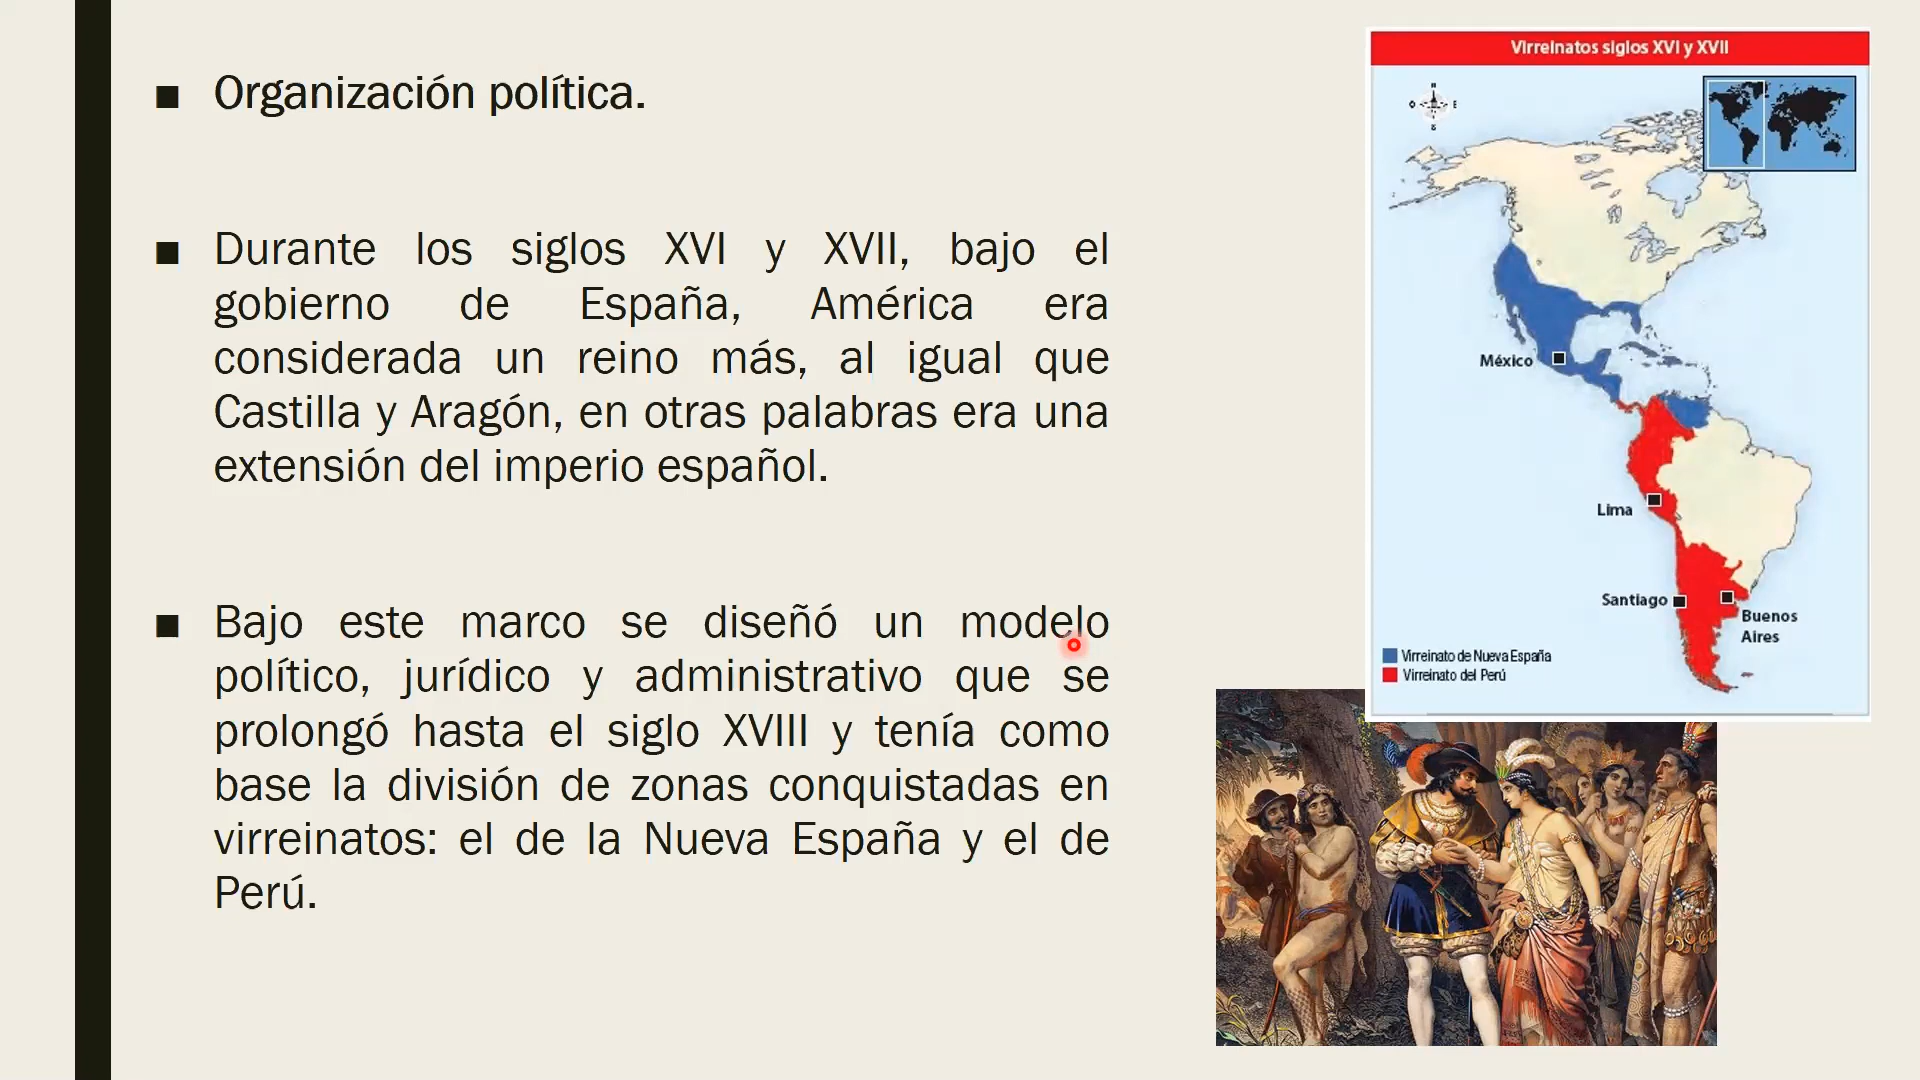 Organización política.
Durante los siglos XVI y XVII, bajo el
gobierno de España, América era
considerada un reino más, al igual que
Castilla y Aragón, en otras palabras era una
extensión del imperio español.
Bajo este marco se diseñó un modelo
político, jurídico y administrativo que se
prolongó hasta el siglo XVIII y tenía como
base la división de zonas conquistadas en
virreinatos: el de la Nueva España y el de
Perú.
Virreinatos siglos XVI y XVII
N
O E
S
México
Lima
Santiago
Buenos
Aires
Virreinato de Nueva España
Virreinato del Perú